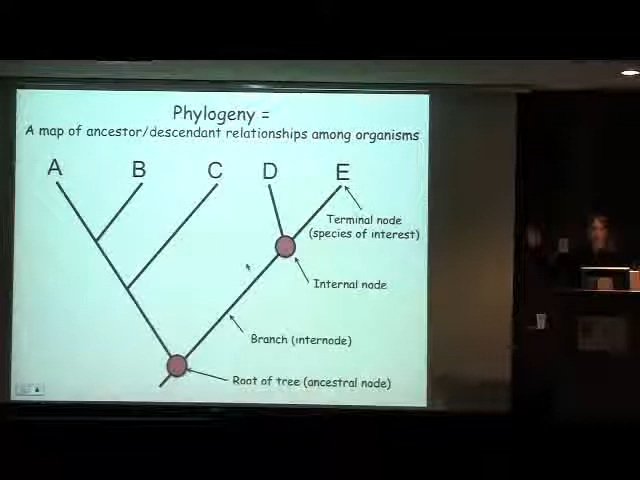 Phylogeny =
A map of ancestor/descendant relationships among organisms
A B C D E
Terminal node
(species of interest)
Internal node
Branch (internode)
Root of tree (ancestral node)